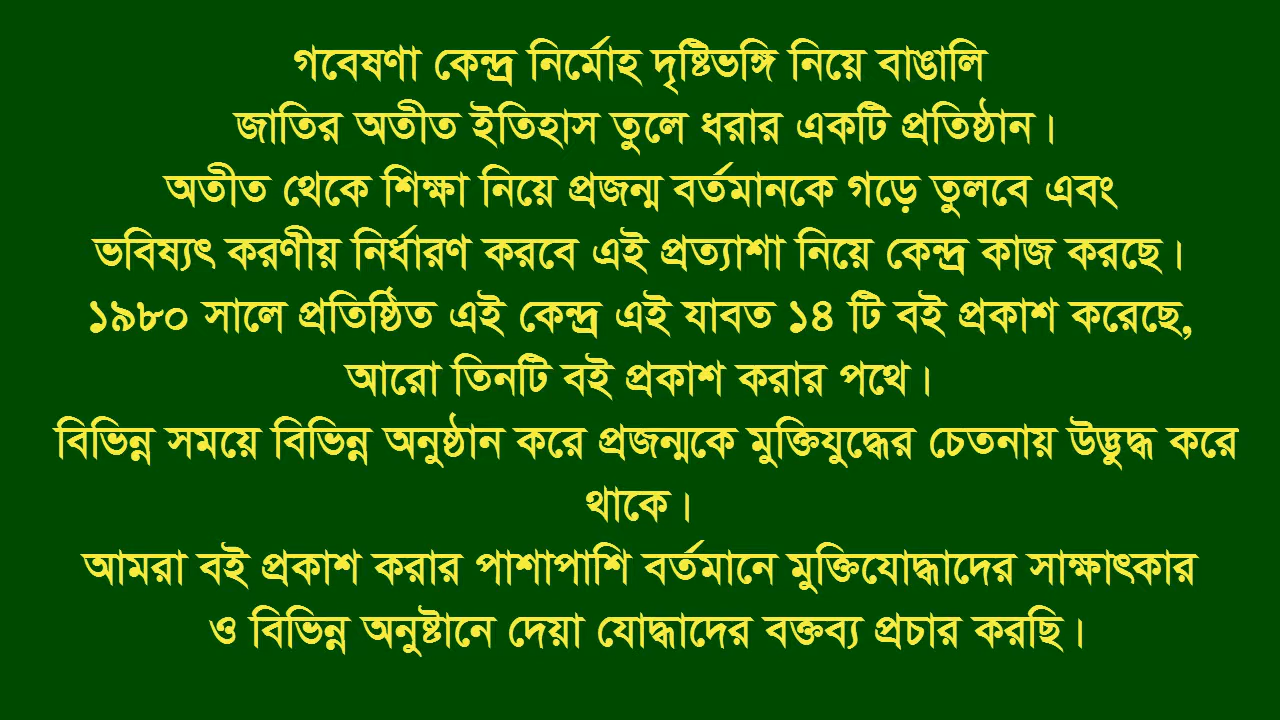 গবেষণা কেন্দ্র নির্মোহ দৃষ্টিভঙ্গি নিয়ে বাঙালি
জাতির অতীত ইতিহাস তুলে ধরার একটি প্রতিষ্ঠান।
অতীত থেকে শিক্ষা নিয়ে প্রজন্ম বর্তমানকে গড়ে তুলবে এবং
ভবিষ্যৎ করণীয় নির্ধারণ করবে এই প্রত্যাশা নিয়ে কেন্দ্র কাজ করছে।
১৯৮০ সালে প্রতিষ্ঠিত এই কেন্দ্র এই যাবত ১৪ টি বই প্রকাশ করেছে,
আরো তিনটি বই প্রকাশ করার পথে।
বিভিন্ন সময়ে বিভিন্ন অনুষ্ঠান করে প্রজন্মকে মুক্তিযুদ্ধের চেতনায় উদ্ভুদ্ধ করে
থাকে।
আমরা বই প্রকাশ করার পাশাপাশি বর্তমানে মুক্তিযোদ্ধাদের সাক্ষাৎকার
ও বিভিন্ন অনুষ্টানে দেয়া যোদ্ধাদের বক্তব্য প্রচার করছি।